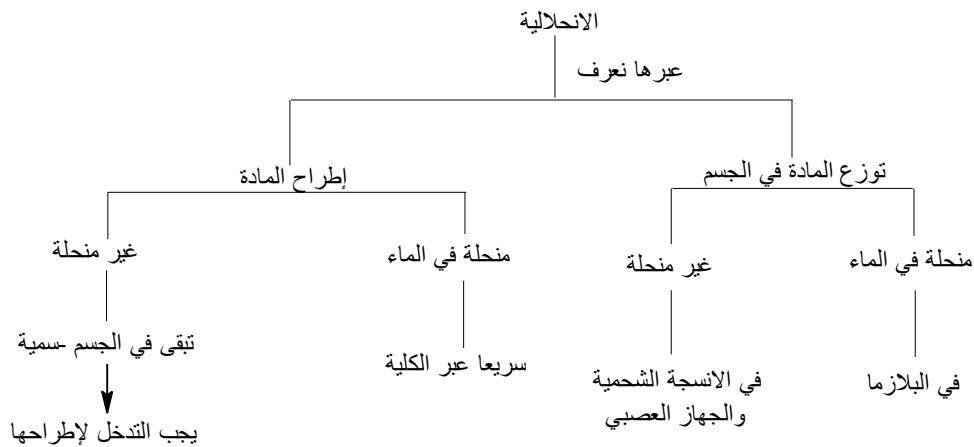 الانحلالية
عبرها نعرف
توزع المادة في الجسم
إطراح المادة
منحلة في الماء
غير منحلة
منحلة في الماء
غير منحلة
في البلازما
في الانسجة الشحمية
والجهاز العصبي
سريعا عبر الكلية
تبقى في الجسم -سمية
يجب التدخل لإطراحها